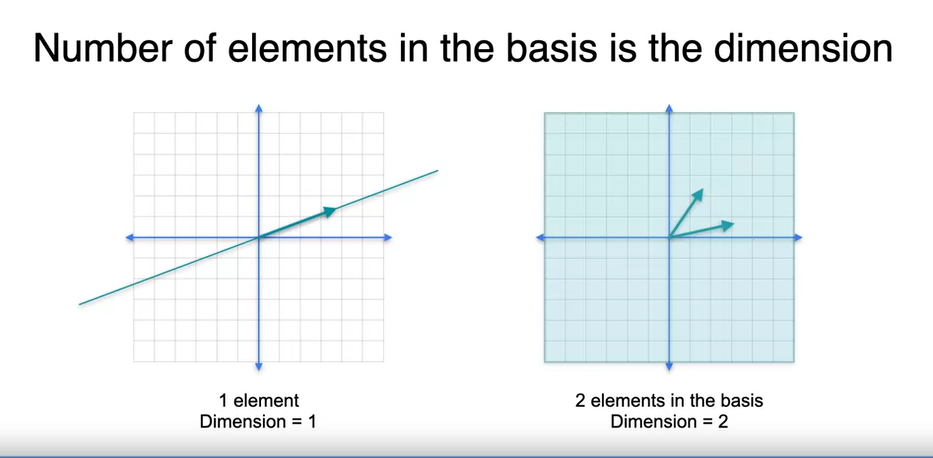 Number of elements in the basis is the dimension
1 element
Dimension = 1
2 elements in the basis
Dimension = 2